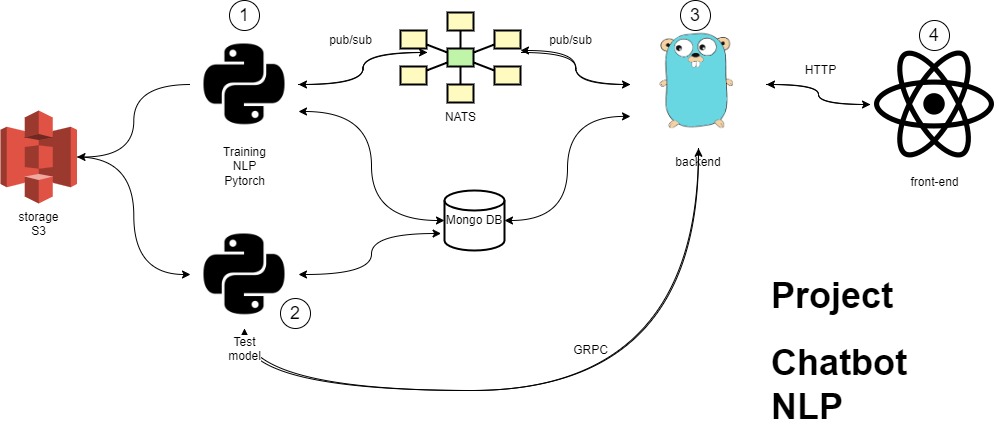 1
pub/sub
NATS
pub/sub
3
HTTP
4
Training
NLP
Pytorch
backend
front-end
storage
S3
Mongo DB
2
Test
model
GRPC
Project
Chatbot
NLP